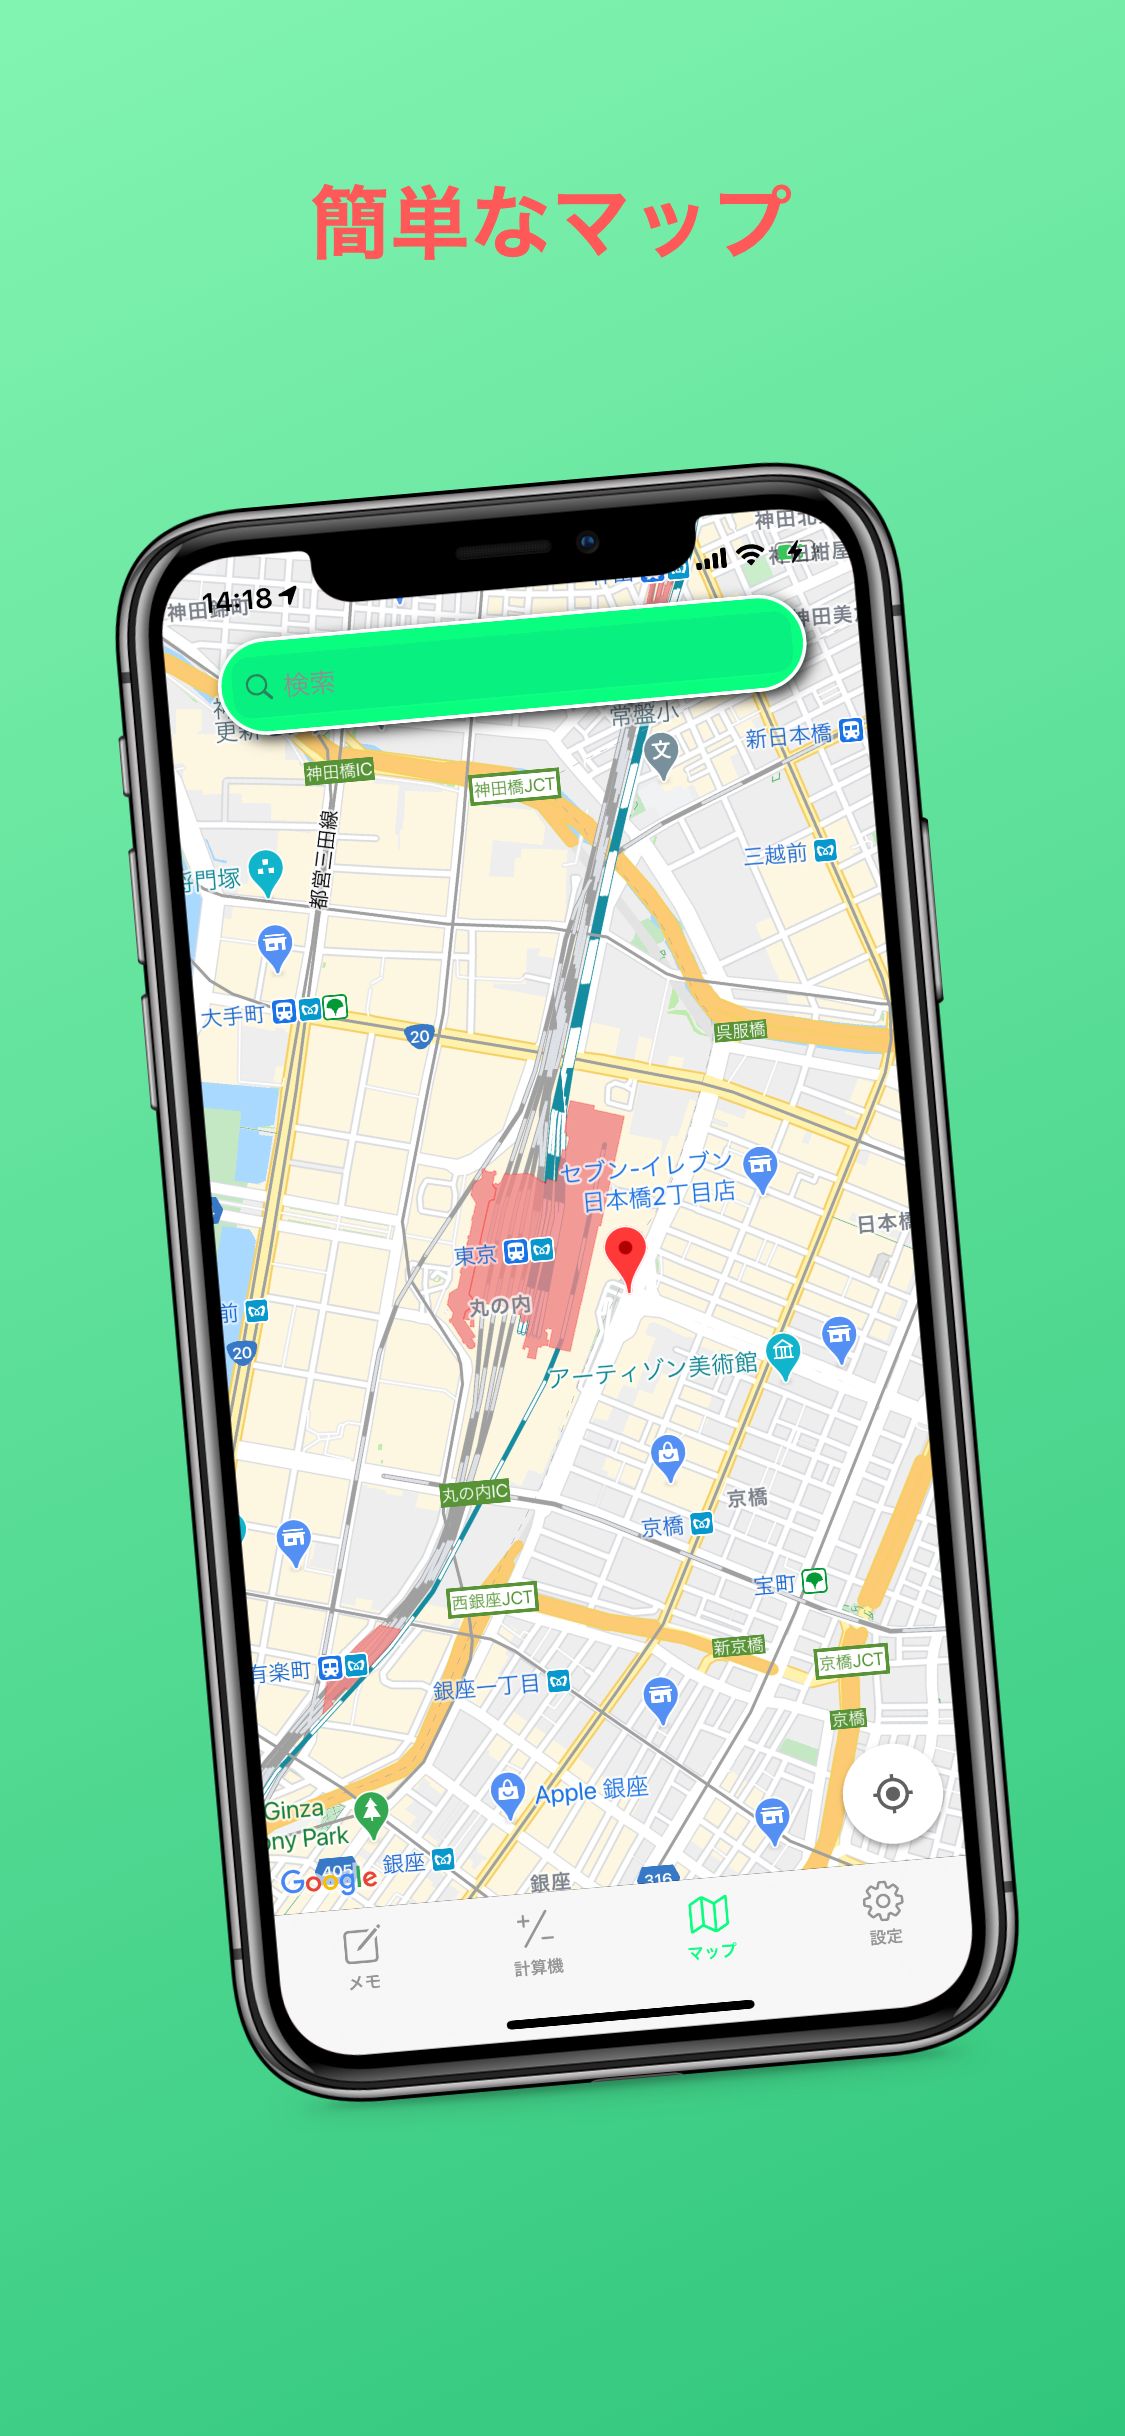 簡単なマップ
神田北
14:18
神田
検索
更新
常盤小
文
新日本橋
神田橋IC
神田橋JCT
都営三田線
三越前
将門塚
大手町
20
呉服橋
セブン-イレブン
日本橋2丁目店
日本橋
東京
丸の内
前
20
アーティゾン美術館
丸の内IC
京橋
京橋
宝町
西銀座JCT
新京橋
京橋JCT
有楽町
銀座一丁目
京橋
Apple 銀座
Ginza
ony Park
銀座
405
Google
銀座
316
メモ
計算機
マップ
設定